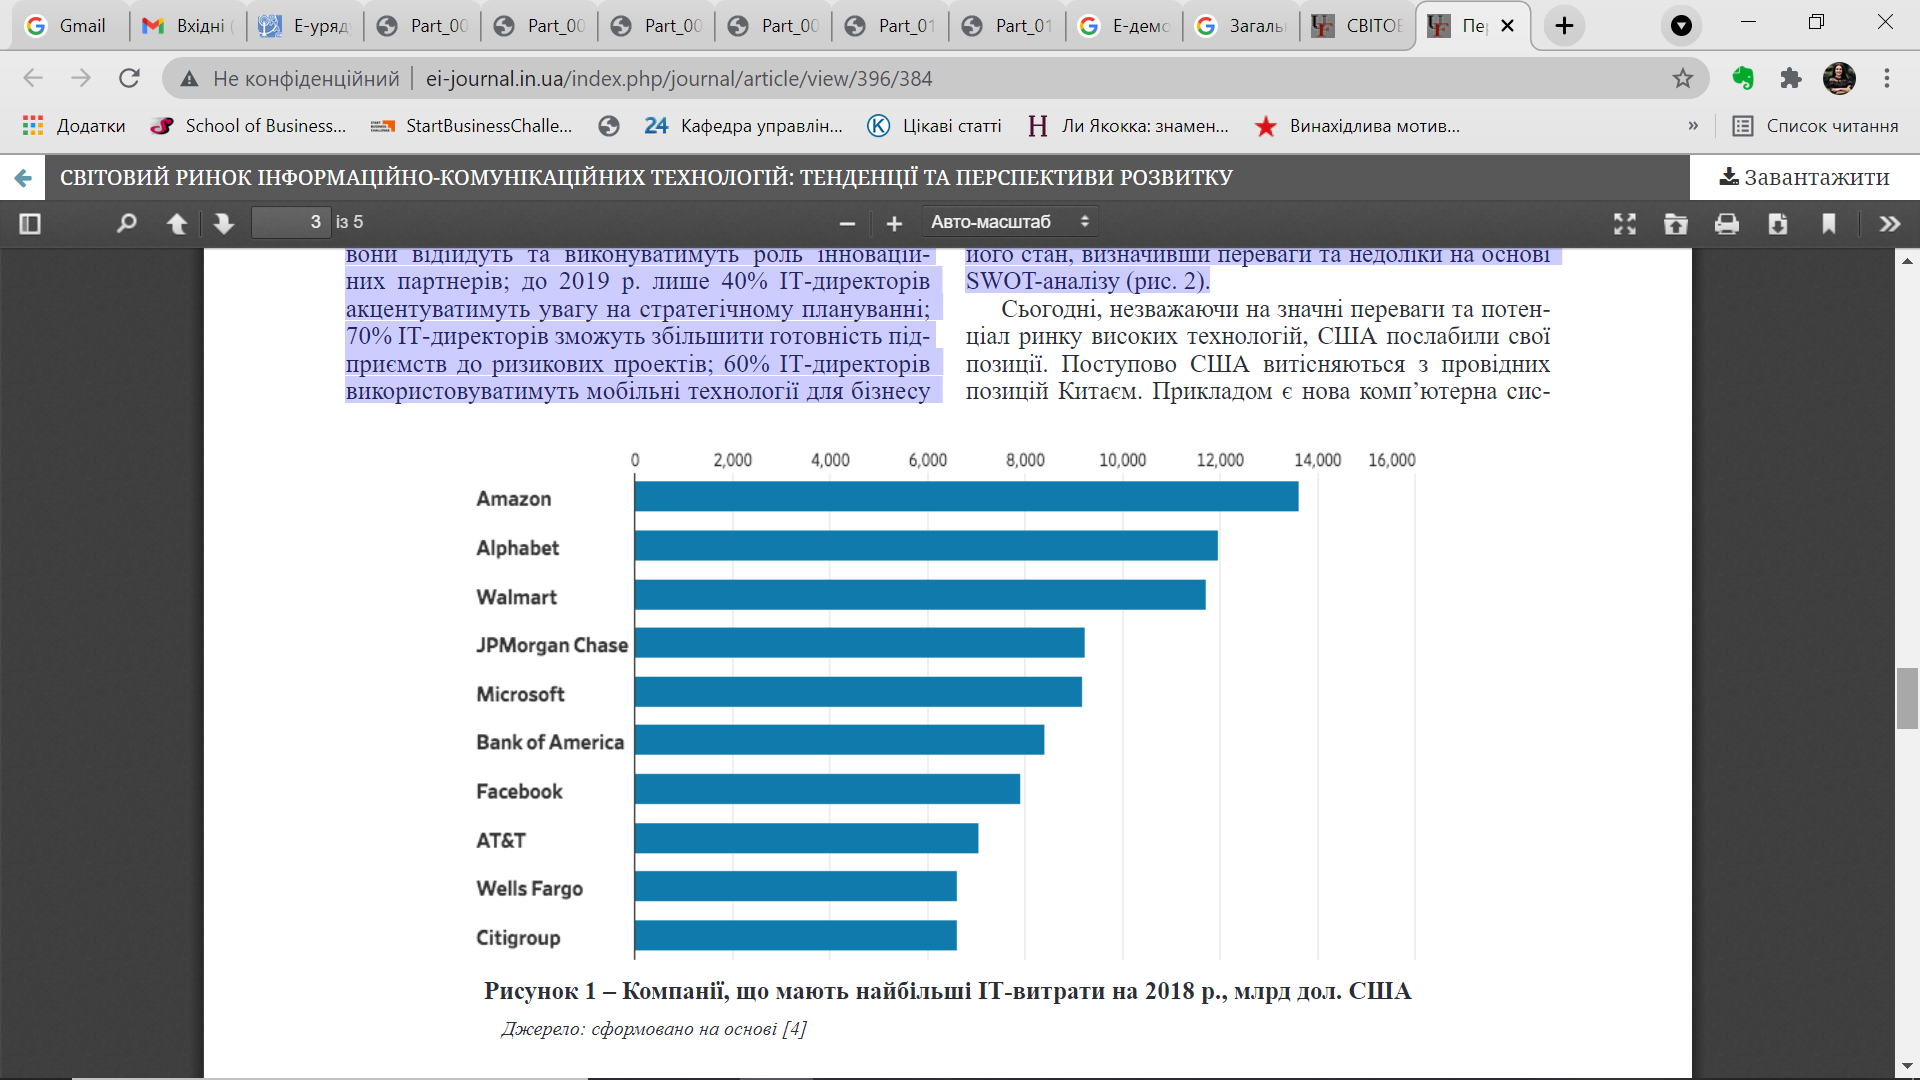 Gmail
Вхідні (
Е-уряд
Part_00
Part_00
Part_00
Part_00
Part_01
Part_01
Е-демо
Загаль
СВІТОВ
Пе
Не конфіденційний
ei-journal.in.ua/index.php/journal/article/view/396/384
Додатки
School of Business...
StartBusinessChalle...
24 Кафедра управлін...
Цікаві статті
Ли Якокка: знамен...
Винахідлива мотив...
»
Список читання
СВІТОВИЙ РИНОК ІНФОРМАЦІЙНО-КОМУНІКАЦІЙНИХ ТЕХНОЛОГІЙ: ТЕНДЕНЦІЇ ТА ПЕРСПЕКТИВИ РОЗВИТКУ
Завантажити
3 із 5
Авто-масштаб
вони відійдуть та виконуватимуть роль інновацій-
них партнерів; до 2019 р. лише 40% ІТ-директорів
акцентуватимуть увагу на стратегічному плануванні;
70% ІТ-директорів зможуть збільшити готовність під-
приємств до ризикових проектів; 60% ІТ-директорів
використовуватимуть мобільні технології для бізнесу
його стан, визначивши переваги та недоліки на основі
SWOT-аналізу (рис. 2).
Сьогодні, незважаючи на значні переваги та потен-
ціал ринку високих технологій, США послабили свої
позиції. Поступово США витісняються з провідних
позицій Китаєм. Прикладом є нова комп’ютерна сис-
0 2,000 4,000 6,000 8,000 10,000 12,000 14,000 16,000
Amazon
Alphabet
Walmart
JPMorgan Chase
Microsoft
Bank of America
Facebook
AT&T
Wells Fargo
Citigroup
Рисунок 1 – Компанії, що мають найбільші ІТ-витрати на 2018 р., млрд дол. США
Джерело: сформовано на основі [4]